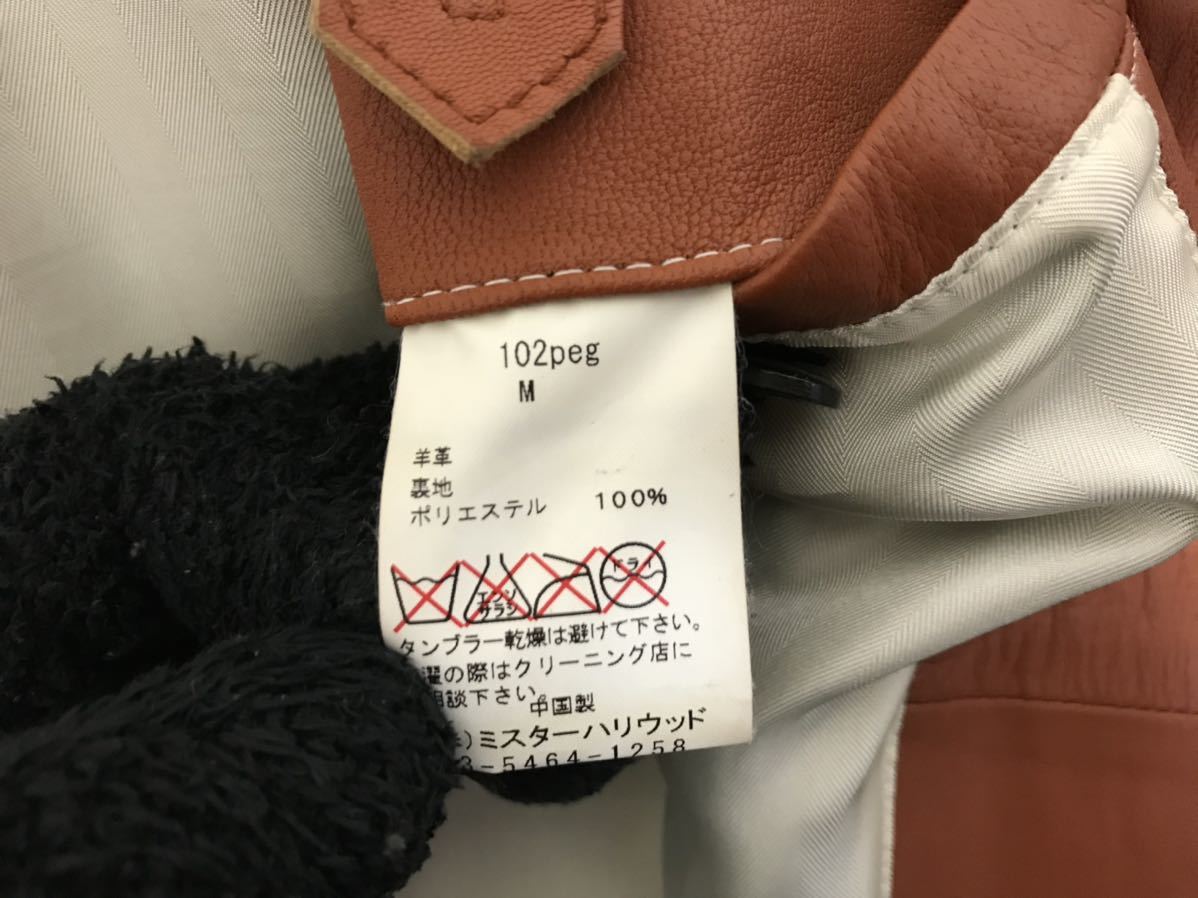 102peg
M
羊革
裏地
ポリエステル 100%
エンソ
サラシ
ドライ
タンブラー乾燥は避けて下さい。
濯の際はクリーニング店に
相談下さい。
中国製
)ミスターハリウッド
3-5464-1258